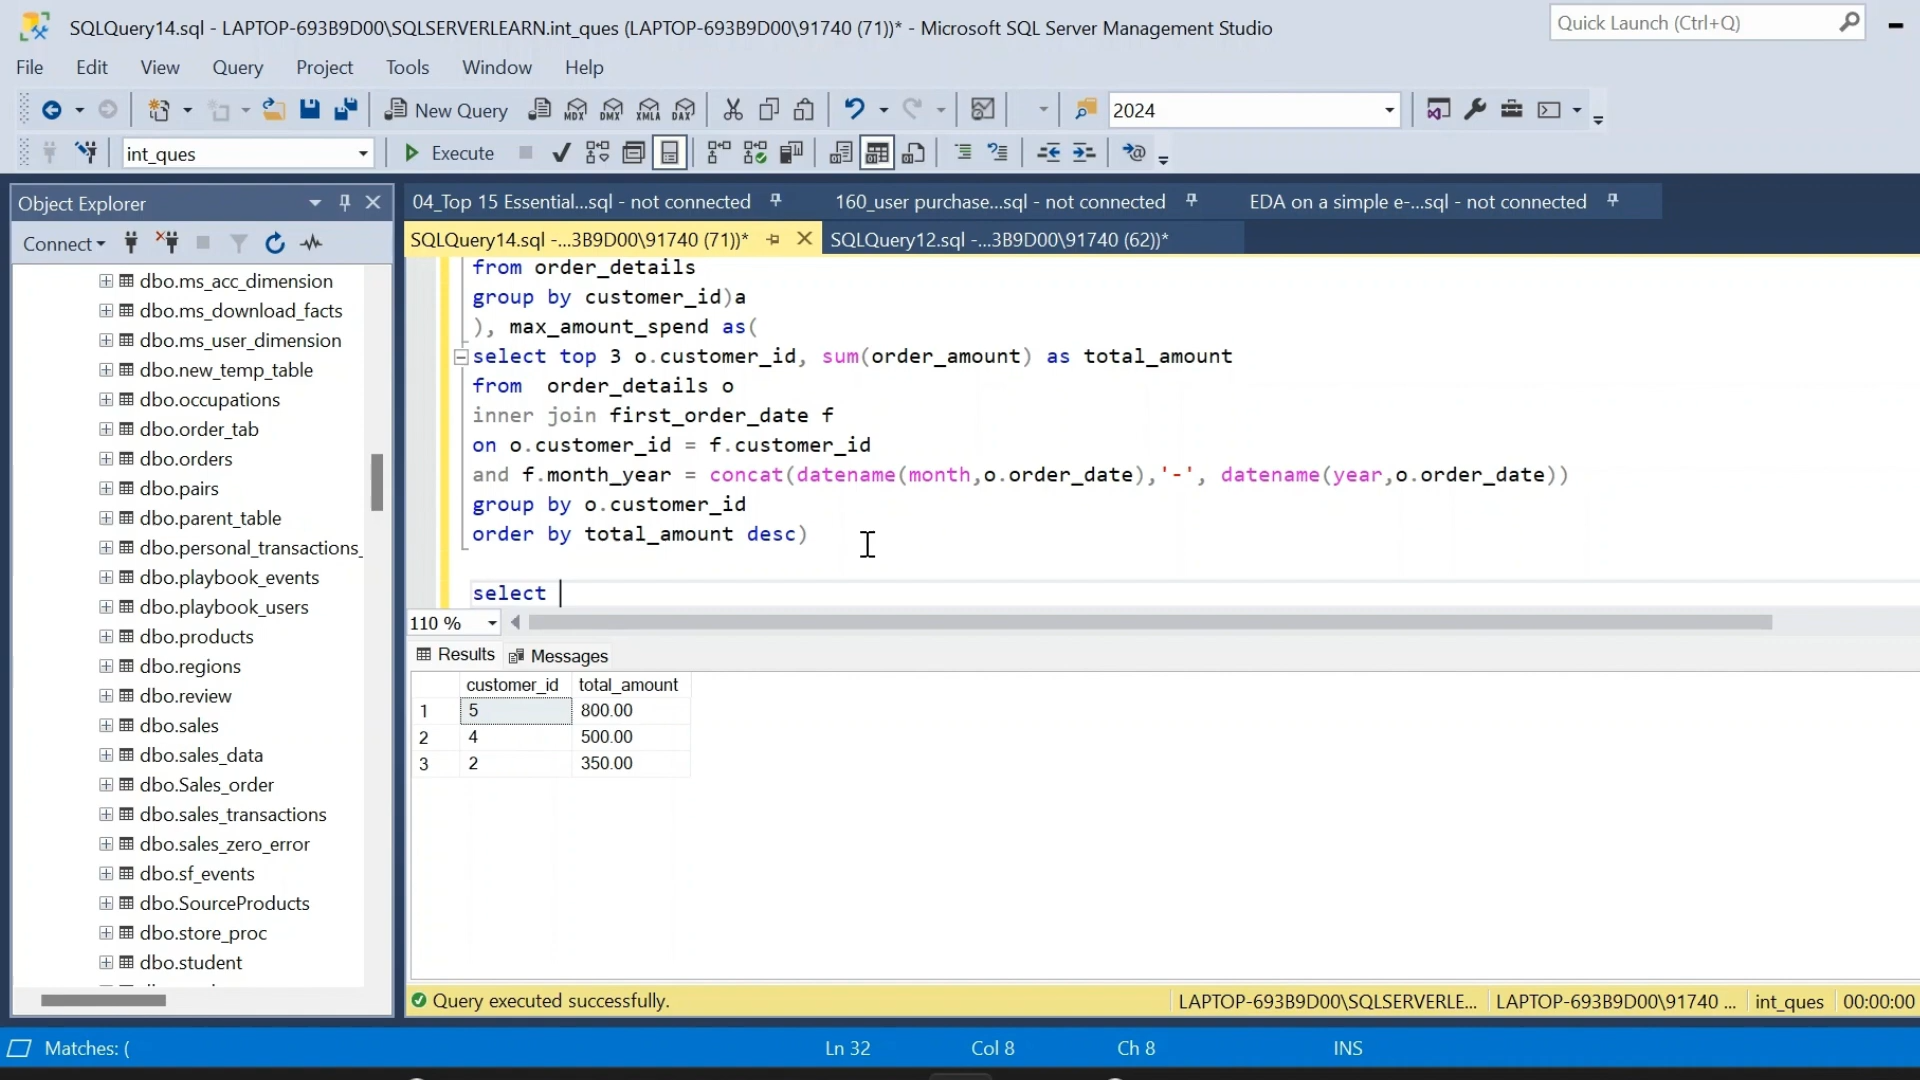 SQLQuery14.sql - LAPTOP-693B9D00\SQLSERVERLEARN.int_ques (LAPTOP-693B9D00\91740 (71))* - Microsoft SQL Server Management Studio
Quick Launch (Ctrl+Q)
File Edit View Query Project Tools Window Help
New Query MDX DMX XMLA DAX 2024
int_ques Execute
Object Explorer
04_Top 15 Essential...sql - not connected 160_user purchase...sql - not connected EDA on a simple e-...sql - not connected
Connect
SQLQuery14.sql -...3B9D00\91740 (71))* SQLQuery12.sql -...3B9D00\91740 (62))*
dbo.ms_acc_dimension
dbo.ms_download_facts
dbo.ms_user_dimension
dbo.new_temp_table
dbo.occupations
dbo.order_tab
dbo.orders
dbo.pairs
dbo.parent_table
dbo.personal_transactions_
dbo.playbook_events
dbo.playbook_users
dbo.products
dbo.regions
dbo.review
dbo.sales
dbo.sales_data
dbo.Sales_order
dbo.sales_transactions
dbo.sales_zero_error
dbo.sf_events
dbo.SourceProducts
dbo.store_proc
dbo.student
from order_details
group by customer_id)a
), max_amount_spend as(
select top 3 o.customer_id, sum(order_amount) as total_amount
from order_details o
inner join first_order_date f
on o.customer_id = f.customer_id
and f.month_year = concat(datename(month,o.order_date),'-', datename(year,o.order_date))
group by o.customer_id
order by total_amount desc)
select
110 %
Results Messages
customer_id total_amount
1 5 800.00
2 4 500.00
3 2 350.00
Query executed successfully. LAPTOP-693B9D00\SQLSERVERLE... LAPTOP-693B9D00\91740 ... int_ques 00:00:00
Matches: ( Ln 32 Col 8 Ch 8 INS